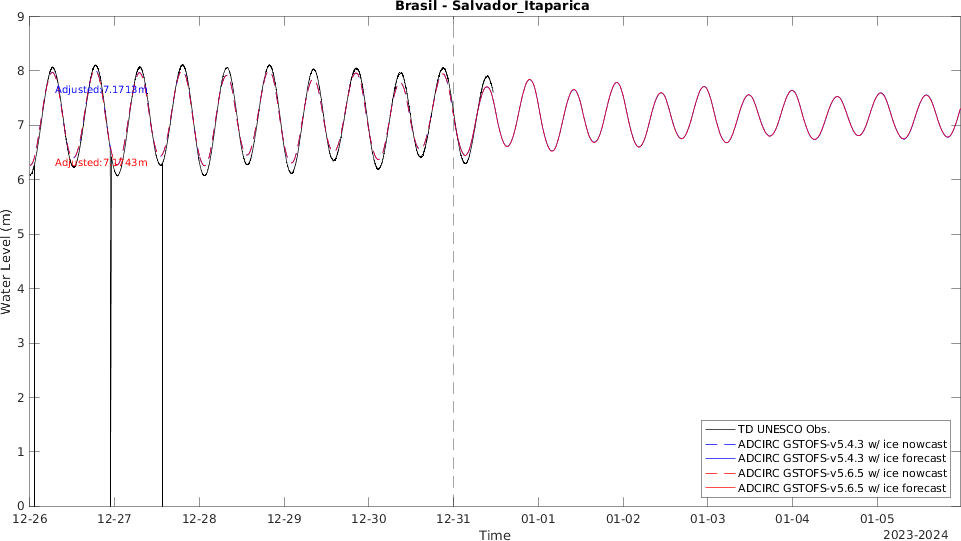 Brasil - Salvador_Itaparica
9
8
7
6
5
4
3
2
1
0
Water Level (m)
Adjusted:7.1713m
TD UNESCO Obs.
ADCIRC GSTOFS-v5.4.3 w/ ice nowcast
ADCIRC GSTOFS-v5.4.3 w/ ice forecast
ADCIRC GSTOFS-v5.6.5 w/ ice nowcast
ADCIRC GSTOFS-v5.6.5 w/ ice forecast
12-26 12-27 12-28 12-29 12-30 12-31 01-01 01-02 01-03 01-04 01-05
Time
2023-2024